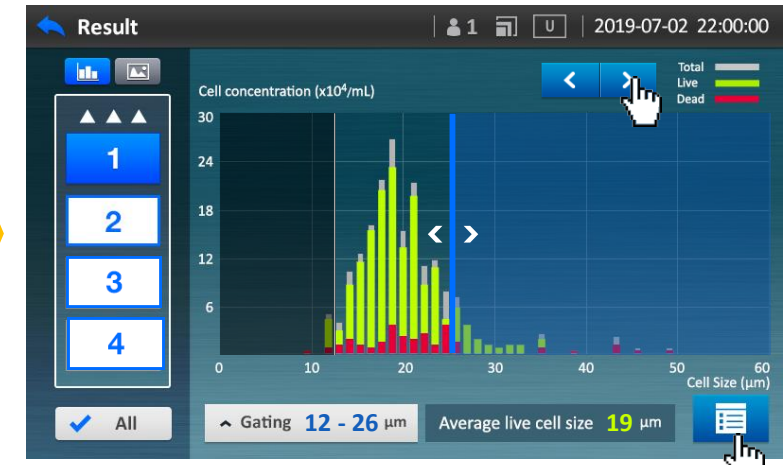 Result 1 U 2019-07-02 22:00:00
Total
Live
Dead
Cell concentration (x10⁴/mL)
30
24
18
12
6
0 10 20 30 40 50 60
Cell Size (μm)
1
2
3
4
All
Gating 12 - 26 μm
Average live cell size 19 μm